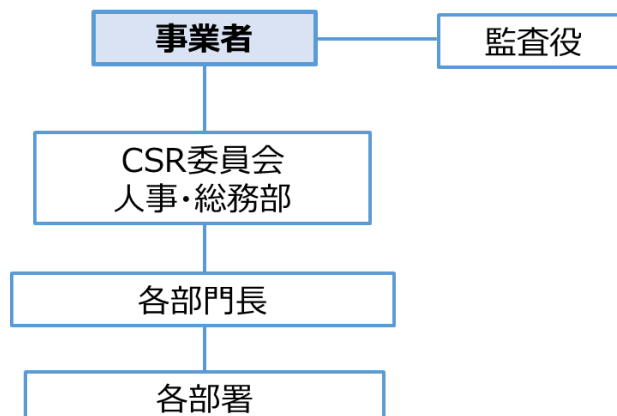 事業者
監査役
CSR委員会
人事・総務部
各部門長
各部署